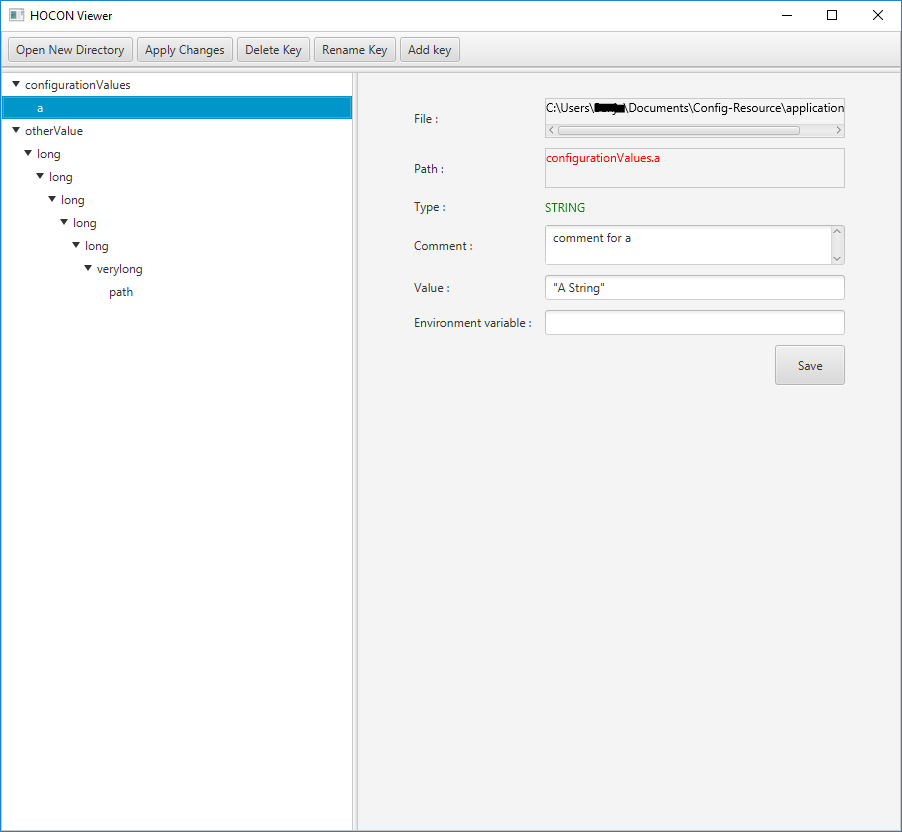 HOCON Viewer
Open New Directory Apply Changes Delete Key Rename Key Add key
configurationValues
a
otherValue
long
long
long
long
long
verylong
path
File :
C:\Users\ \Documents\Config-Resource\application
Path :
configurationValues.a
Type :
STRING
Comment :
comment for a
Value :
"A String"
Environment variable :
Save